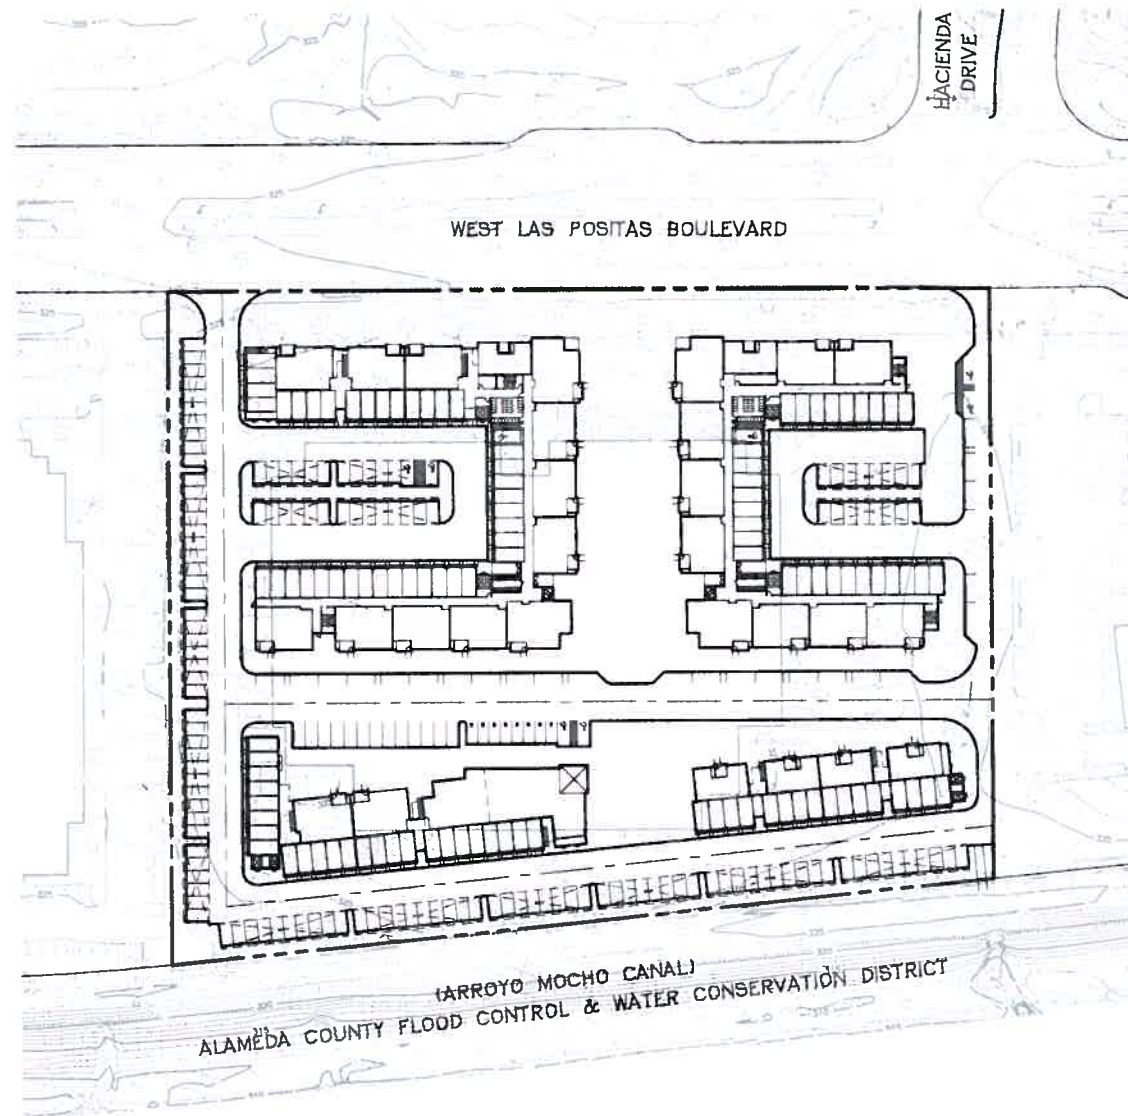 HACIENDA
DRIVE
WEST LAS POSITAS BOULEVARD
(ARROYO MOCHO CANAL)
ALAMEDA COUNTY FLOOD CONTROL & WATER CONSERVATION DISTRICT